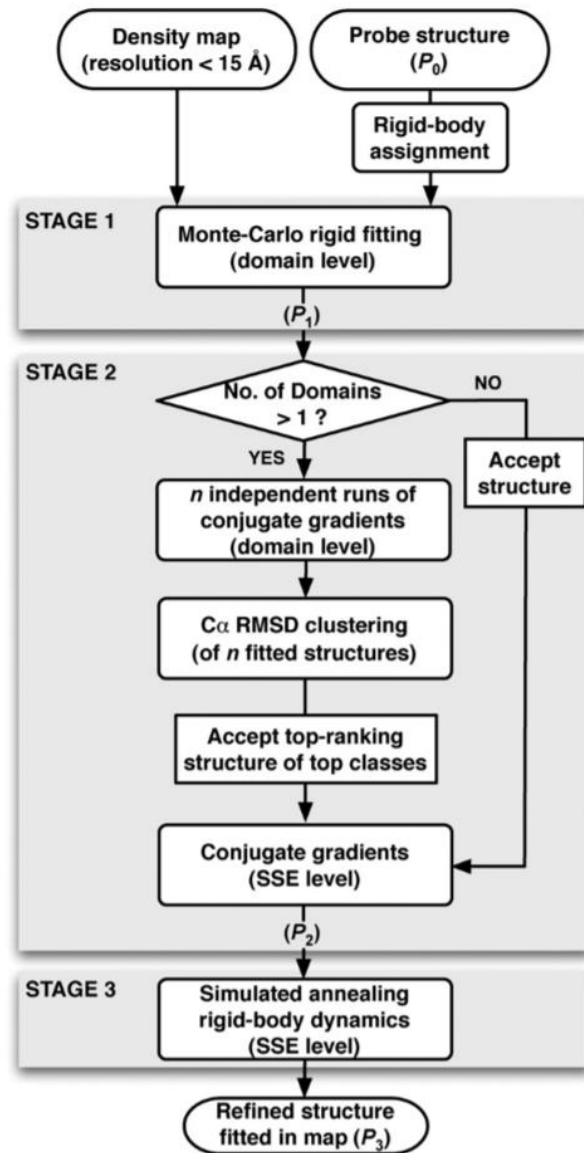 Density map
(resolution < 15 Å)
Probe structure
(P₀)
Rigid-body
assignment
STAGE 1
Monte-Carlo rigid fitting
(domain level)
(P₁)
STAGE 2
No. of Domains
> 1 ?
NO
YES
Accept
structure
n independent runs of
conjugate gradients
(domain level)
Cα RMSD clustering
(of n fitted structures)
Accept top-ranking
structure of top classes
Conjugate gradients
(SSE level)
(P₂)
STAGE 3
Simulated annealing
rigid-body dynamics
(SSE level)
Refined structure
fitted in map (P₃)